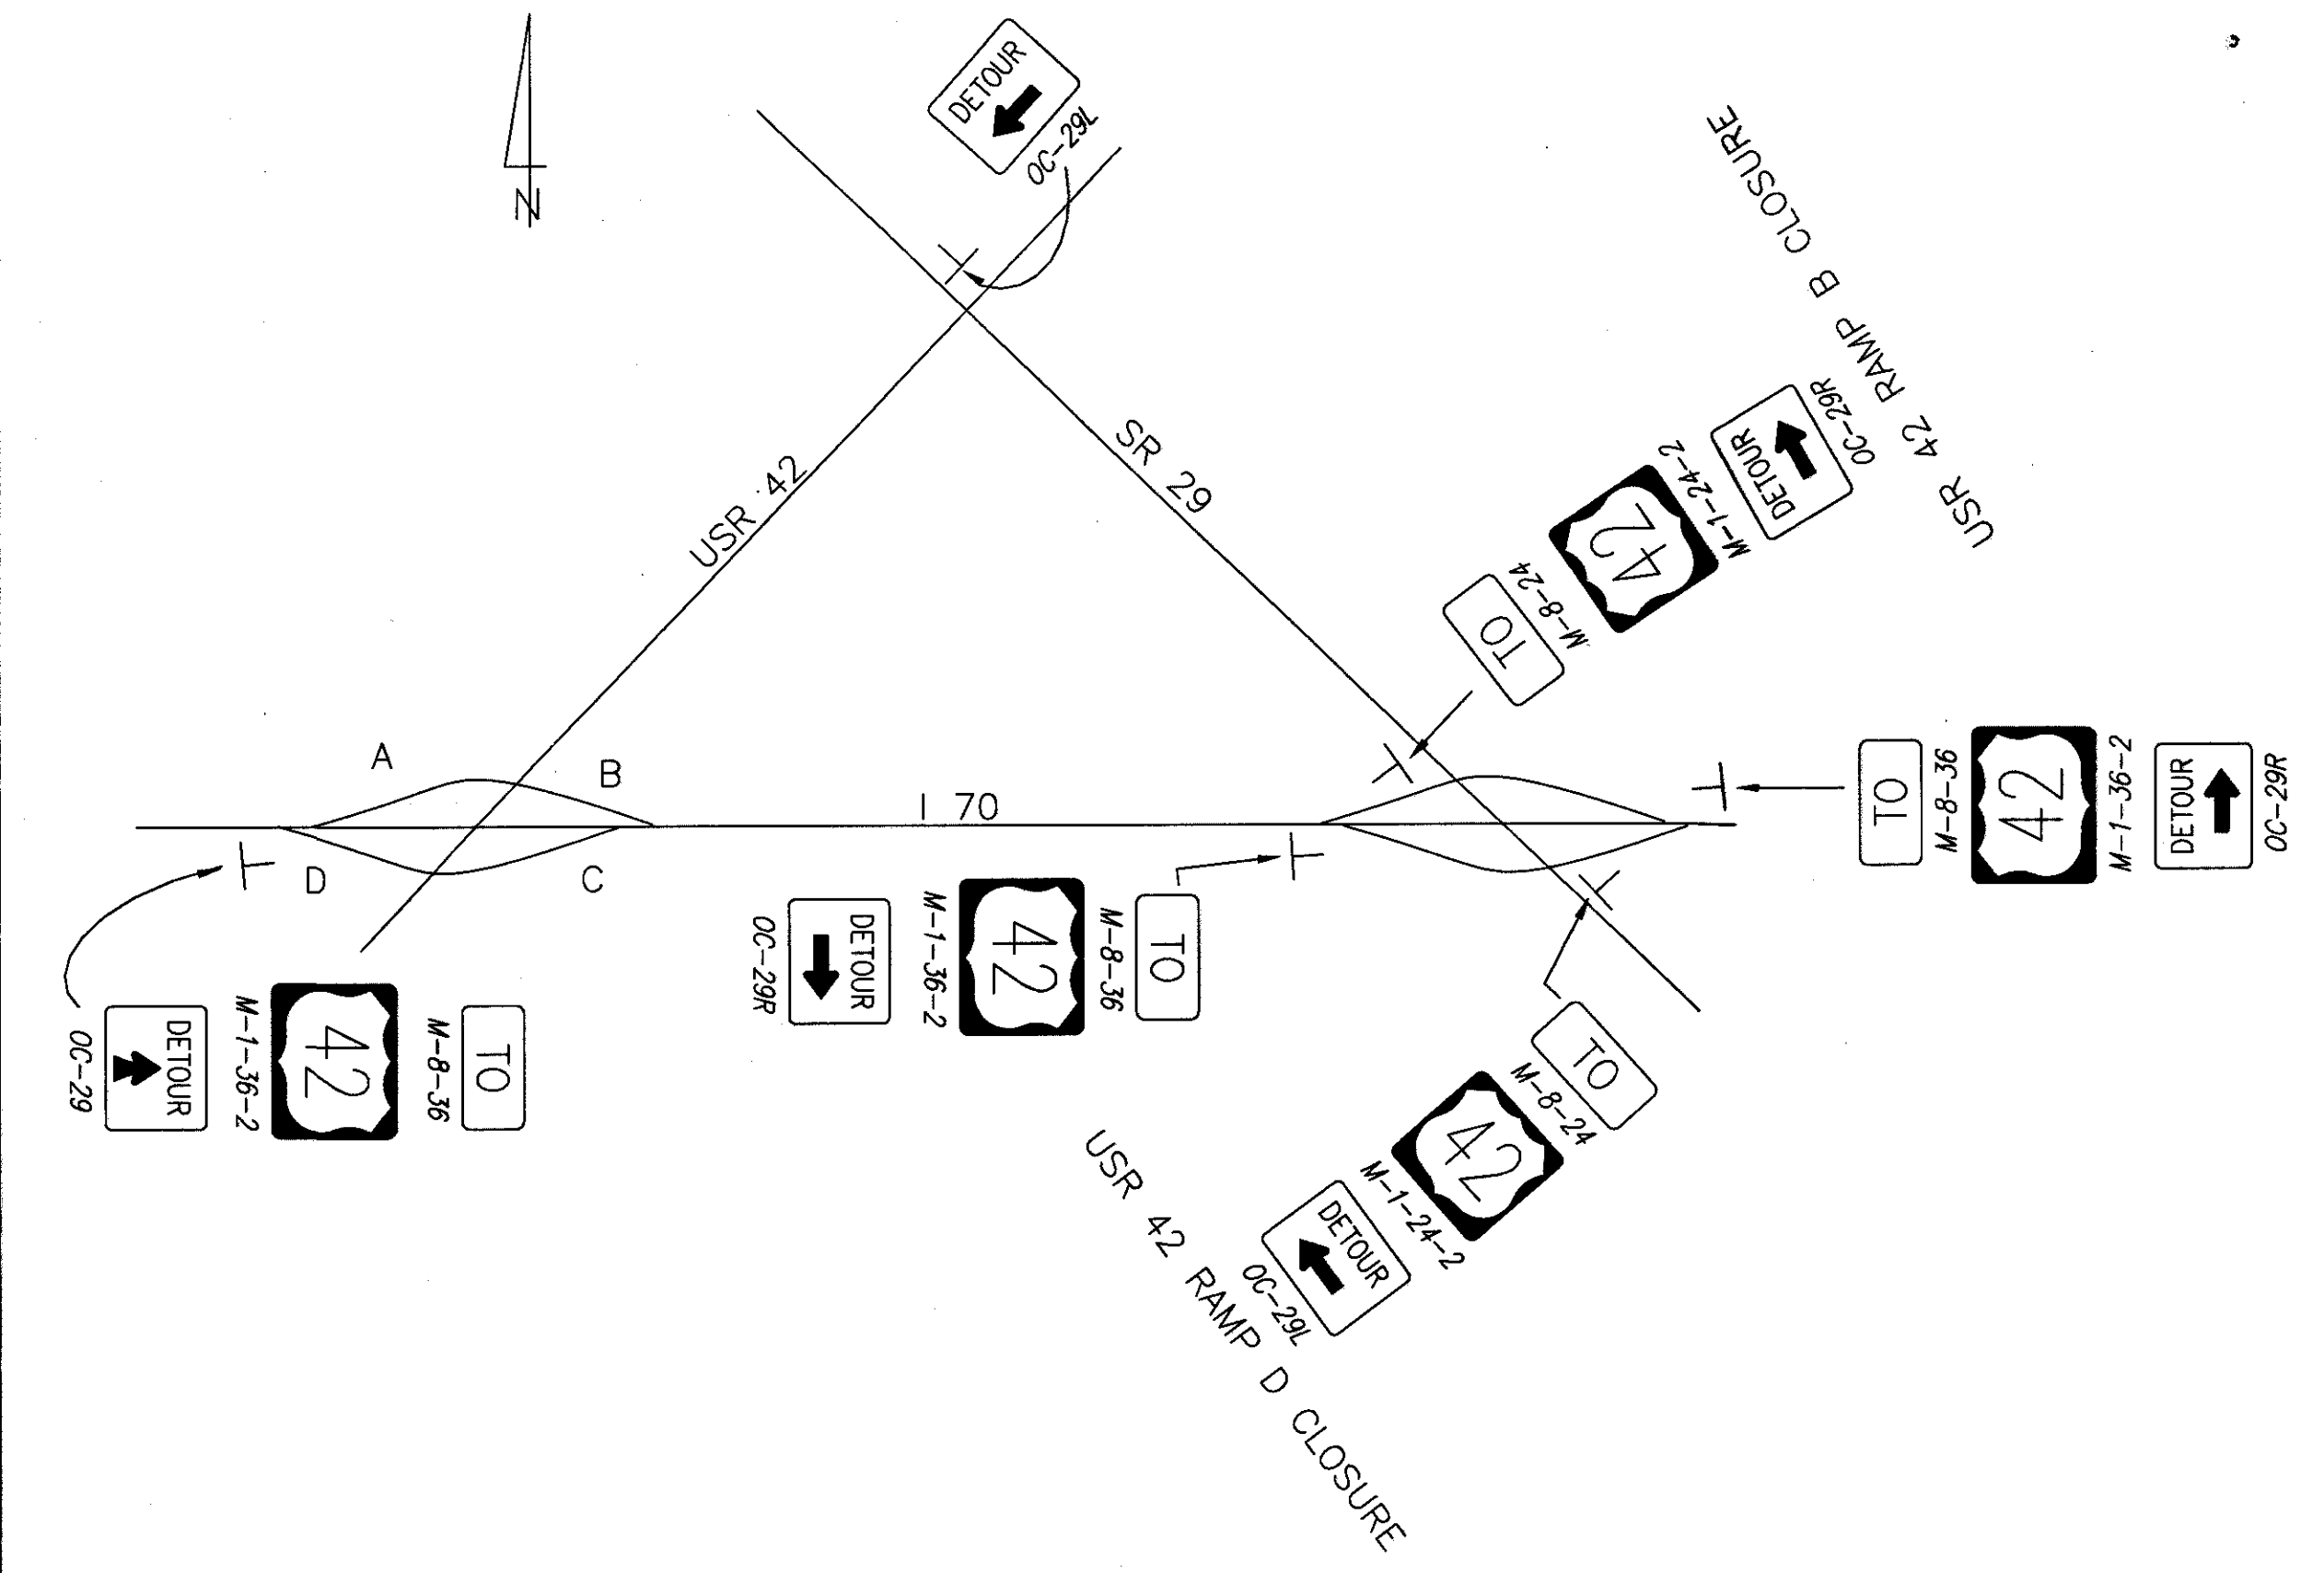 N
DETOUR
OC-29L
USR 42
SR 29
USR 42 RAMP B CLOSURE
DETOUR
OC-29R
42
M-1-24-2
TO
M-8-24
A
B
I 70
D
C
TO
M-8-36
42
M-1-36-2
DETOUR
OC-29R
TO
M-8-36
42
M-1-36-2
DETOUR
OC-29R
TO
M-8-36
42
M-1-36-2
DETOUR
OC-29
TO
M-8-24
42
M-1-24-2
DETOUR
OC-29L
USR 42 RAMP D CLOSURE